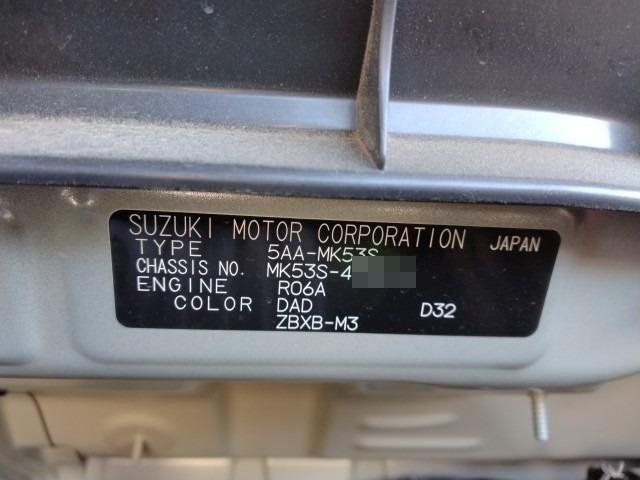 SUZUKI MOTOR CORPORATION JAPAN
TYPE 5AA-MK53S
CHASSIS NO. MK53S-4
ENGINE R06A
COLOR DAD D32
ZBXB-M3